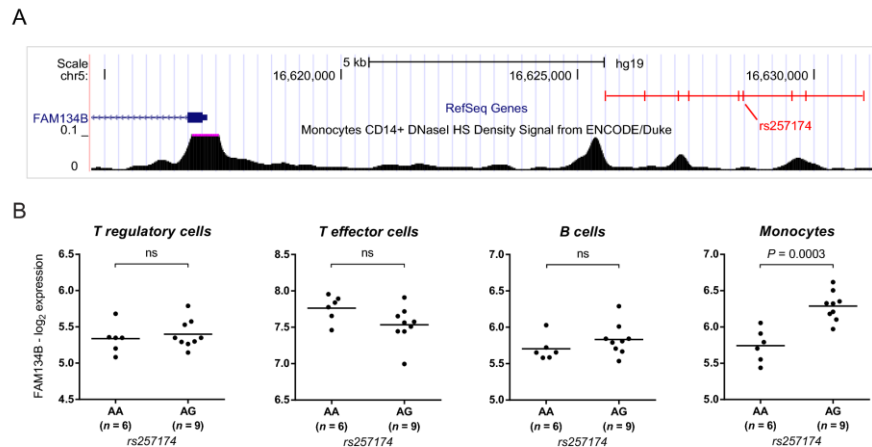 A
Scale
chr5:
5 kb
hg19
16,620,000
16,625,000
16,630,000
RefSeq Genes
FAM134B
rs257174
Monocytes CD14+ DNaseI HS Density Signal from ENCODE/Duke
0.1
0
B
T regulatory cells
T effector cells
B cells
Monocytes
FAM134B - log2 expression
6.5
6.0
5.5
5.0
4.5
ns
AA
AG
(n = 6)
(n = 9)
rs257174
8.5
8.0
7.5
7.0
6.5
ns
AA
AG
(n = 6)
(n = 9)
rs257174
7.0
6.5
6.0
5.5
5.0
ns
AA
AG
(n = 6)
(n = 9)
rs257174
7.0
6.5
6.0
5.5
5.0
P = 0.0003
AA
AG
(n = 6)
(n = 9)
rs257174